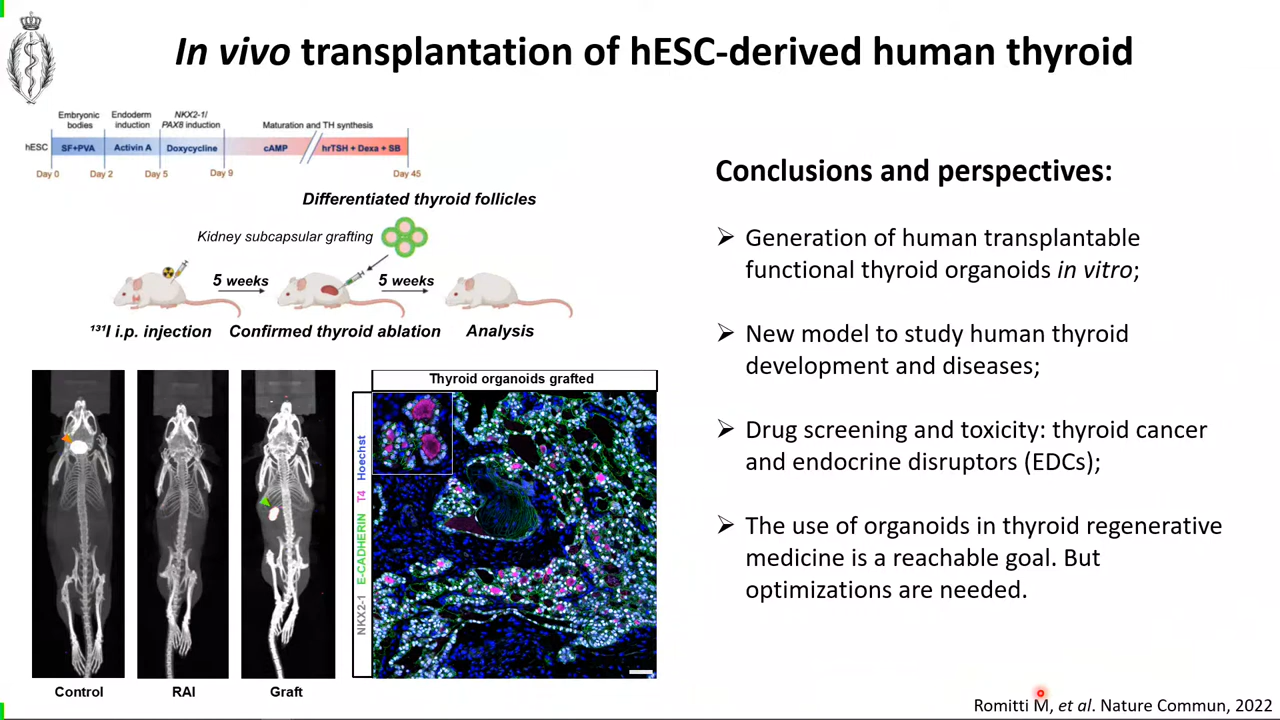 In vivo transplantation of hESC-derived human thyroid
Embryonic bodies
Endoderm induction
NKX2-1/ PAX8 induction
Maturation and TH synthesis
hESC
SF+PVA
Activin A
Doxycycline
cAMP
hrTSH + Dexa + SB
Day 0
Day 2
Day 5
Day 9
Day 45
Differentiated thyroid follicles
Kidney subcapsular grafting
5 weeks
5 weeks
¹³¹I i.p. injection
Confirmed thyroid ablation
Analysis
Control
RAI
Graft
Thyroid organoids grafted
NKX2-1 E-CADHERIN T4 Hoechst
Conclusions and perspectives:
➢ Generation of human transplantable
functional thyroid organoids in vitro;
➢ New model to study human thyroid
development and diseases;
➢ Drug screening and toxicity: thyroid cancer
and endocrine disruptors (EDCs);
➢ The use of organoids in thyroid regenerative
medicine is a reachable goal. But
optimizations are needed.
Romitti M, et al. Nature Commun, 2022